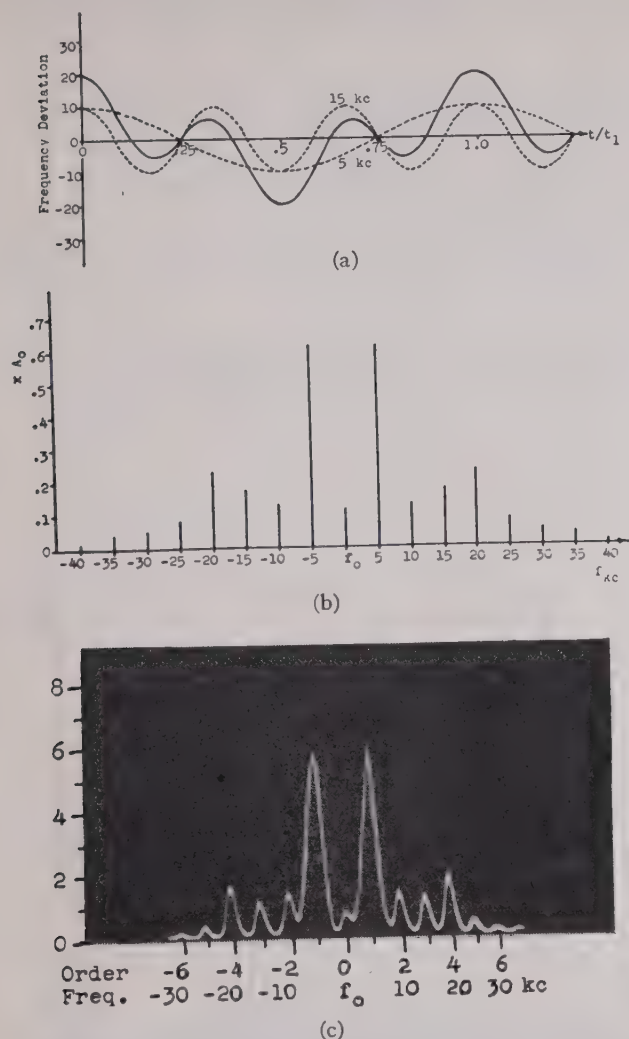 30
20
15 kc
10
Frequency Deviation
0
.25
.5
.75
1.0
t/t₁
5 kc
-10
-20
-30
(a)
.7
x A₀
.6
.5
.4
.3
.2
.1
0
-40 -35 -30 -25 -20 -15 -10 -5 f₀ 5 10 15 20 25 30 35 40
(b)
8
6
4
2
0
Order -6 -4 -2 0 2 4 6
Freq. -30 -20 -10 f₀ 10 20 30 kc
(c)